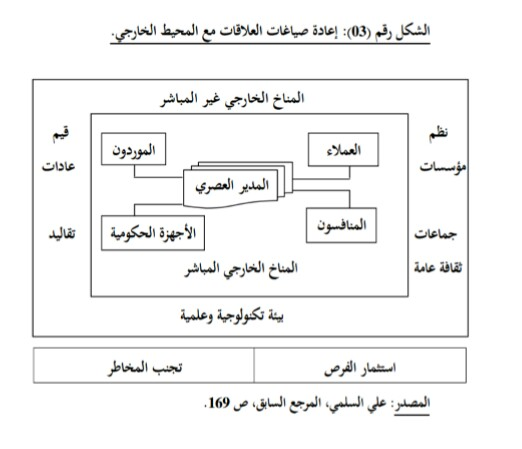 الشكل رقم (03): إعادة صياغات العلاقات مع المحيط الخارجي.
المناخ الخارجي غير المباشر
نظم
مؤسسات
جماعات
ثقافة عامة
قيم
عادات
تقاليد
العملاء
الموردون
المدير العصري
المنافسون
الأجهزة الحكومية
المناخ الخارجي المباشر
بيئة تكنولوجية وعلمية
استثمار الفرص
تجنب المخاطر
المصدر: علي السلمي، المرجع السابق، ص 169.